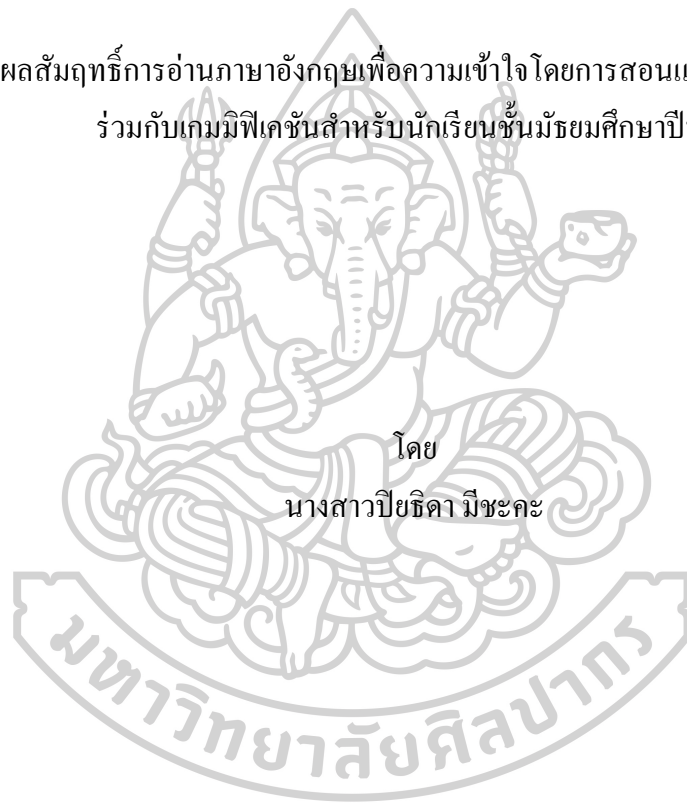 ผลสัมฤทธิ์การอ่านภาษาอังกฤษเพื่อความเข้าใจโดยการสอนแ
ร่วมกับเกมมิฟิเคชันสำหรับนักเรียนชั้นมัธยมศึกษาปี
โดย
นางสาวปิยธิดา มีชะคะ
มหาวิทยาลัยศิลปากร